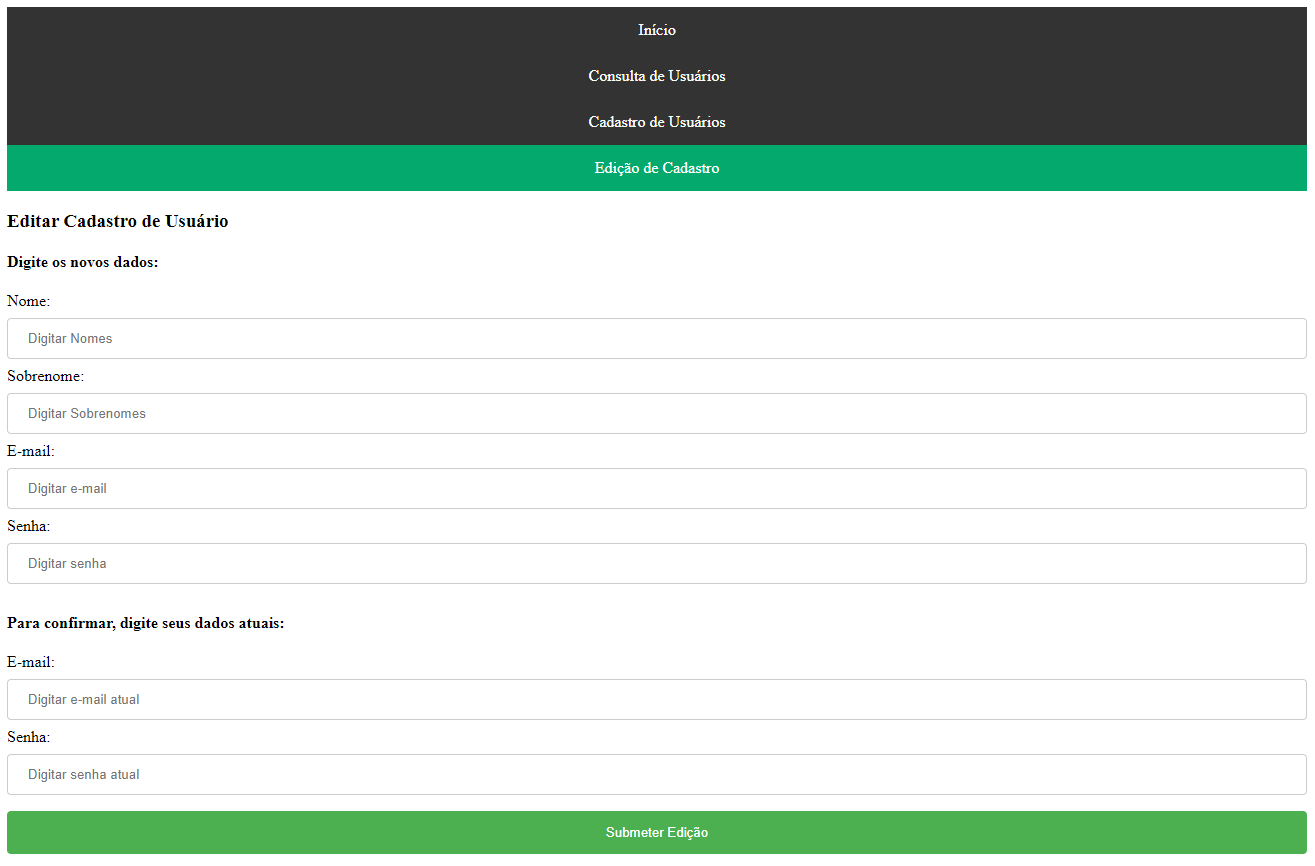 Início
Consulta de Usuários
Cadastro de Usuários
Edição de Cadastro
Editar Cadastro de Usuário
Digite os novos dados:
Nome:
Digitar Nomes
Sobrenome:
Digitar Sobrenomes
E-mail:
Digitar e-mail
Senha:
Digitar senha
Para confirmar, digite seus dados atuais:
E-mail:
Digitar e-mail atual
Senha:
Digitar senha atual
Submeter Edição